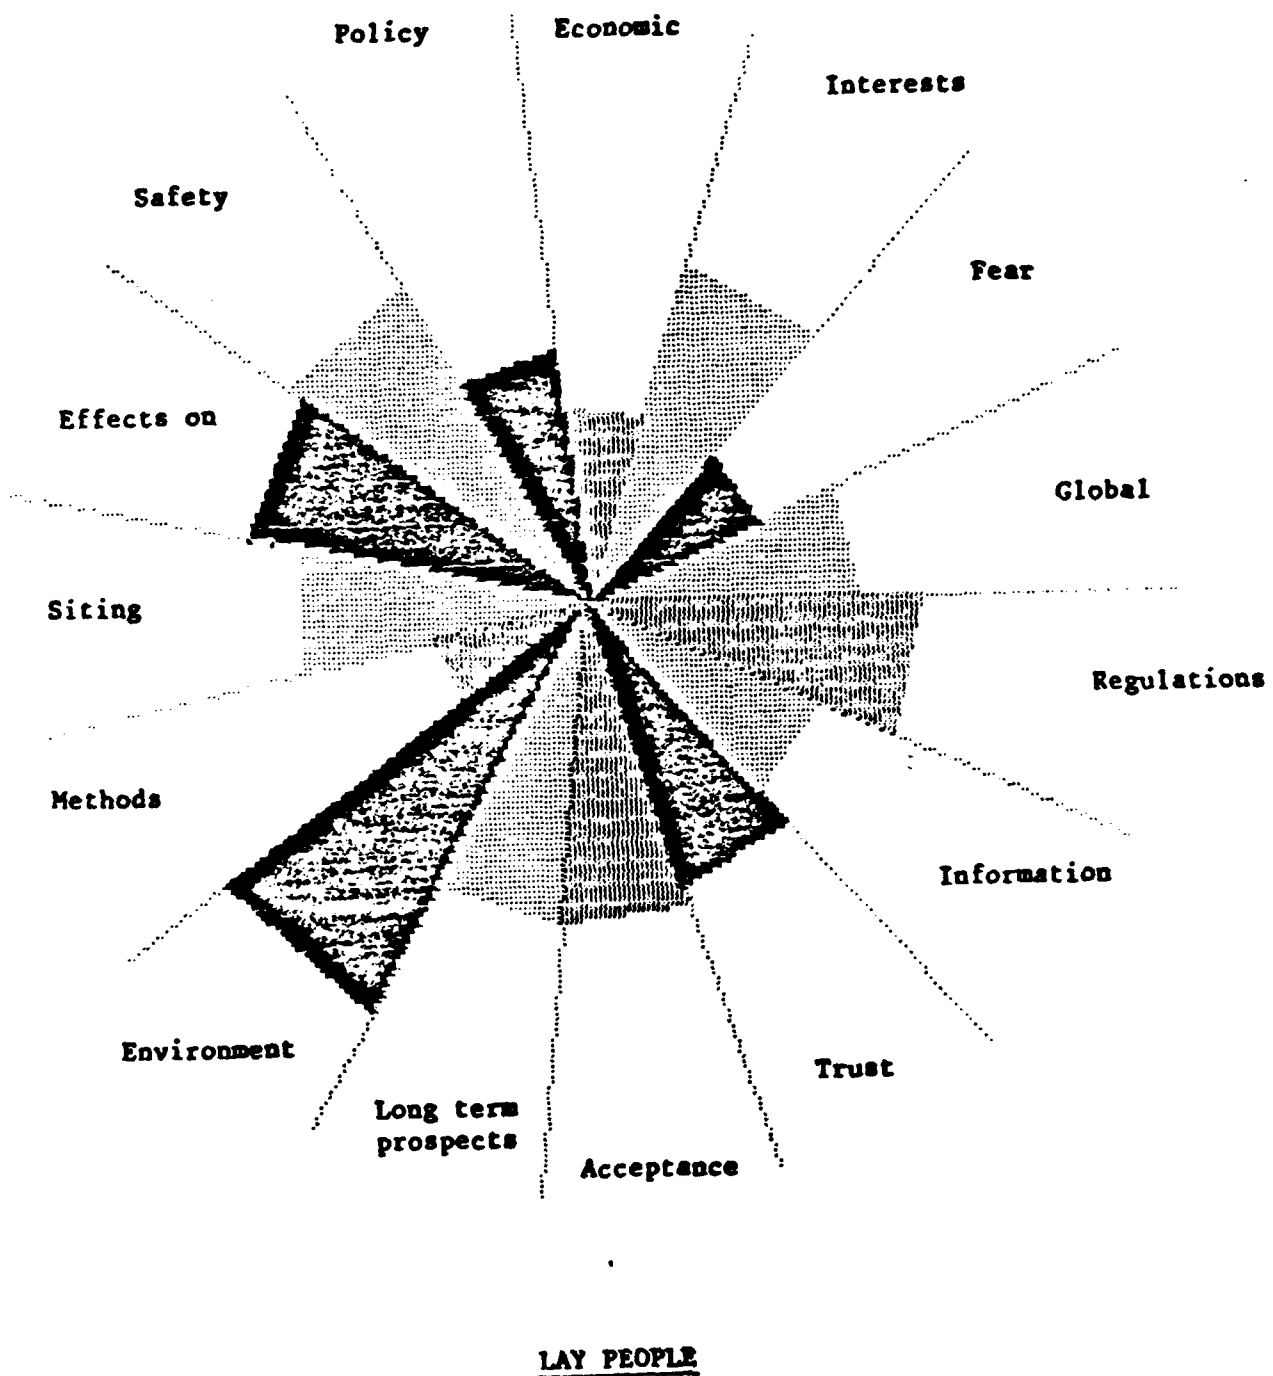 Policy
Economic
Interests
Safety
Fear
Effects on
Global
Siting
Regulations
Methods
Information
Environment
Trust
Long term
prospects
Acceptance
LAY PEOPLE